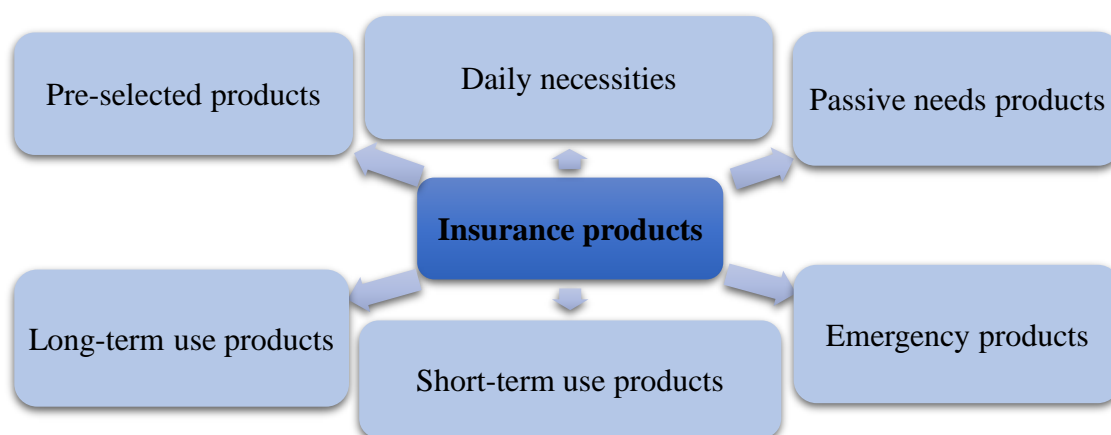 Pre-selected products
Daily necessities
Passive needs products
Insurance products
Long-term use products
Short-term use products
Emergency products